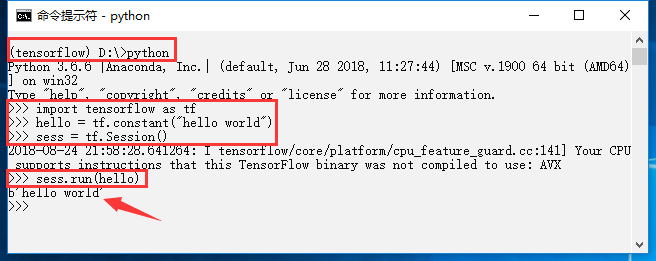 命令提示符 - python
(tensorflow) D:\>python
Python 3.6.6 |Anaconda, Inc.| (default, Jun 28 2018, 11:27:44) [MSC v.1900 64 bit (AMD64)
] on win32
Type "help", "copyright", "credits" or "license" for more information.
>>> import tensorflow as tf
>>> hello = tf.constant("hello world")
>>> sess = tf.Session()
2018-08-24 21:58:28.641264: I tensorflow/core/platform/cpu_feature_guard.cc:141] Your CPU
 supports instructions that this TensorFlow binary was not compiled to use: AVX
>>> sess.run(hello)
b'hello world'
>>>